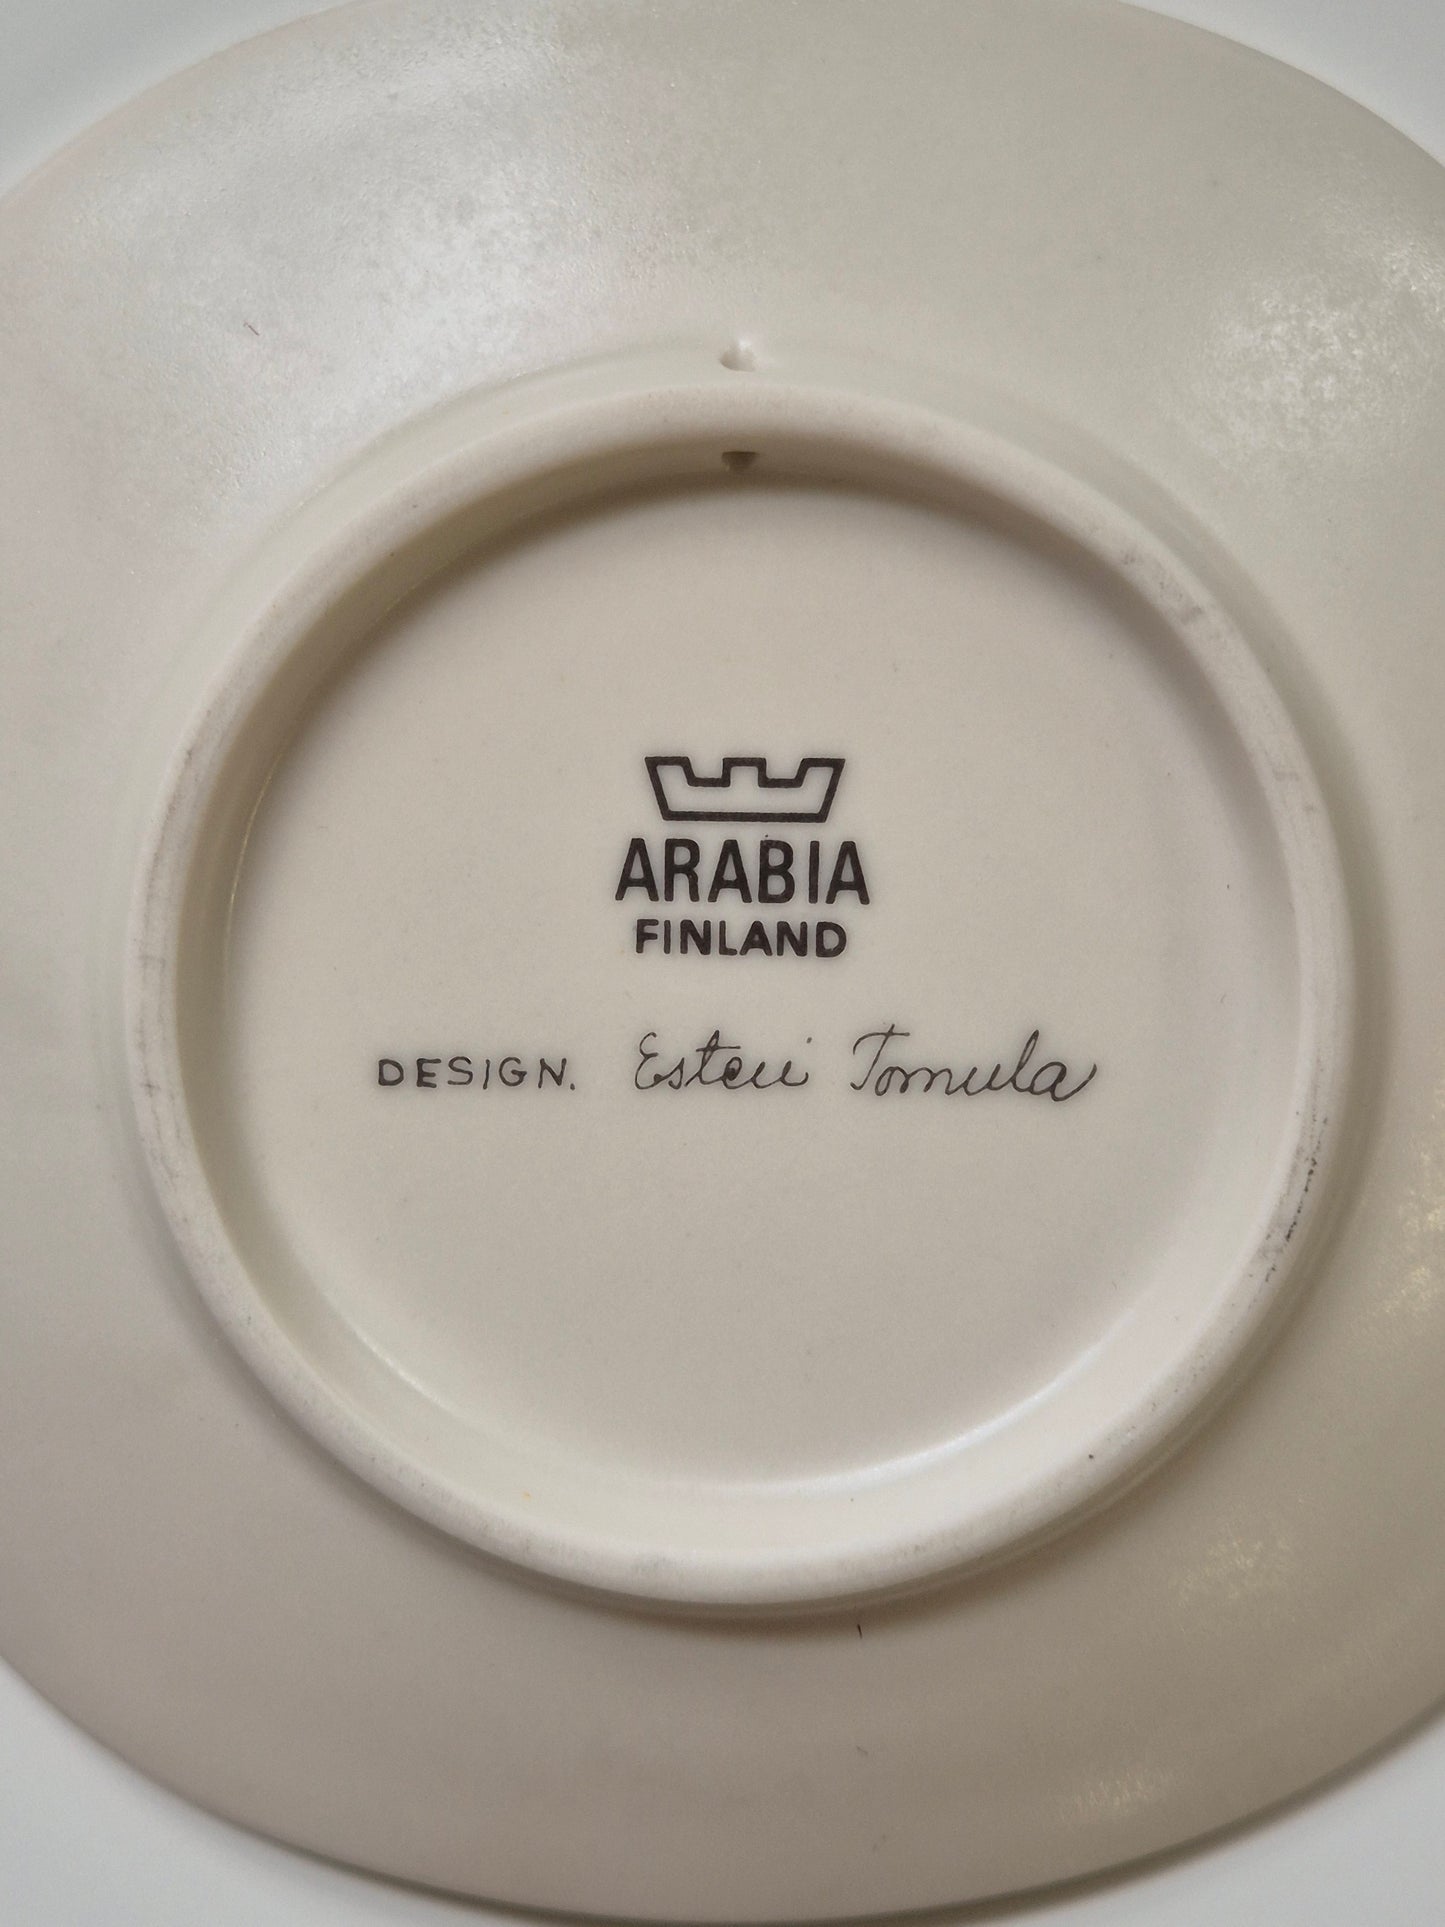 ARABIA
FINLAND
DESIGN. Esteri Tomula